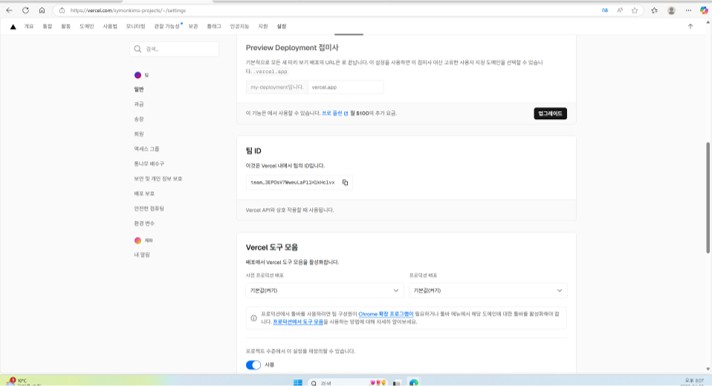 https://vercel.com/symonkims-projects/~/settings
개요 통합 활동 도메인 사용법 모니터링 관찰 가능성 보관 플래그 인공지능 지원 설정
검색..
팀
일반
과금
송장
회원
액세스 그룹
통나무 배수구
보안 및 개인 정보 보호
배포 보호
안전한 컴퓨팅
환경 변수
제자
내 알림
Preview Deployment 접미사
기본적으로 모든 새 미리 보기 배포의 URL은 로 끝납니다. 이 설정을 사용하면 이 접미사 대신 고유한 사용자 지정 도메인을 선택할 수 있습니
다. .vercel.app
my-deployment입니다. vercel.app
이 기능은 에서 사용할 수 있습니다. 프로 플랜 월 $100의 추가 요금.
업그레이드
팀 ID
이것은 Vercel 내에서 팀의 ID입니다.
Vercel API와 상호 작용할 때 사용됩니다.
Vercel 도구 모음
배포에서 Vercel 도구 모음을 활성화합니다.
사전 프로덕션 배포 프로덕션 배포
기본값(켜기) 기본값(켜기)
프로덕션에서 툴바를 사용하려면 팀 구성원이 Chrome 확장 프로그램이 필요하거나 툴바 메뉴에서 해당 도메인에 대한 툴바를 활성화해야 합
니다. 프로덕션에서 도구 모음을 사용하는 방법에 대해 자세히 알아보세요.
프로젝트 수준에서 이 설정을 재정의할 수 있습니다.
사용
검색